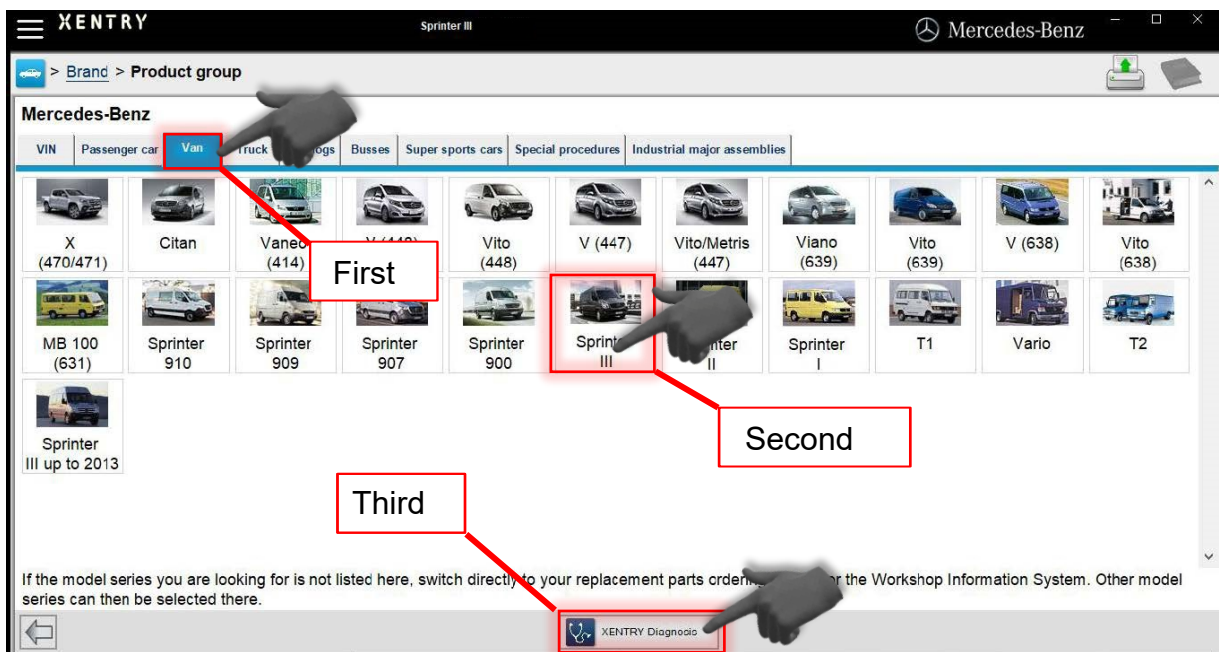 XENTRY
Sprinter III
Mercedes-Benz
> Brand > Product group
Mercedes-Benz
VIN
Passenger car
Van
Truck
Busses
Super sports cars
Special procedures
Industrial major assemblies
X
(470/471)
Citan
Vaneo
(414)
Vito
(448)
V (447)
Vito/Metris
(447)
Viano
(639)
Vito
(639)
V (638)
Vito
(638)
First
MB 100
(631)
Sprinter
910
Sprinter
909
Sprinter
907
Sprinter
900
III
II
Sprinter
I
T1
Vario
T2
Sprinter
III up to 2013
Second
Third
If the model series you are looking for is not listed here, switch directly to your replacement parts ordering or the Workshop Information System. Other model
series can then be selected there.
XENTRY Diagnosis